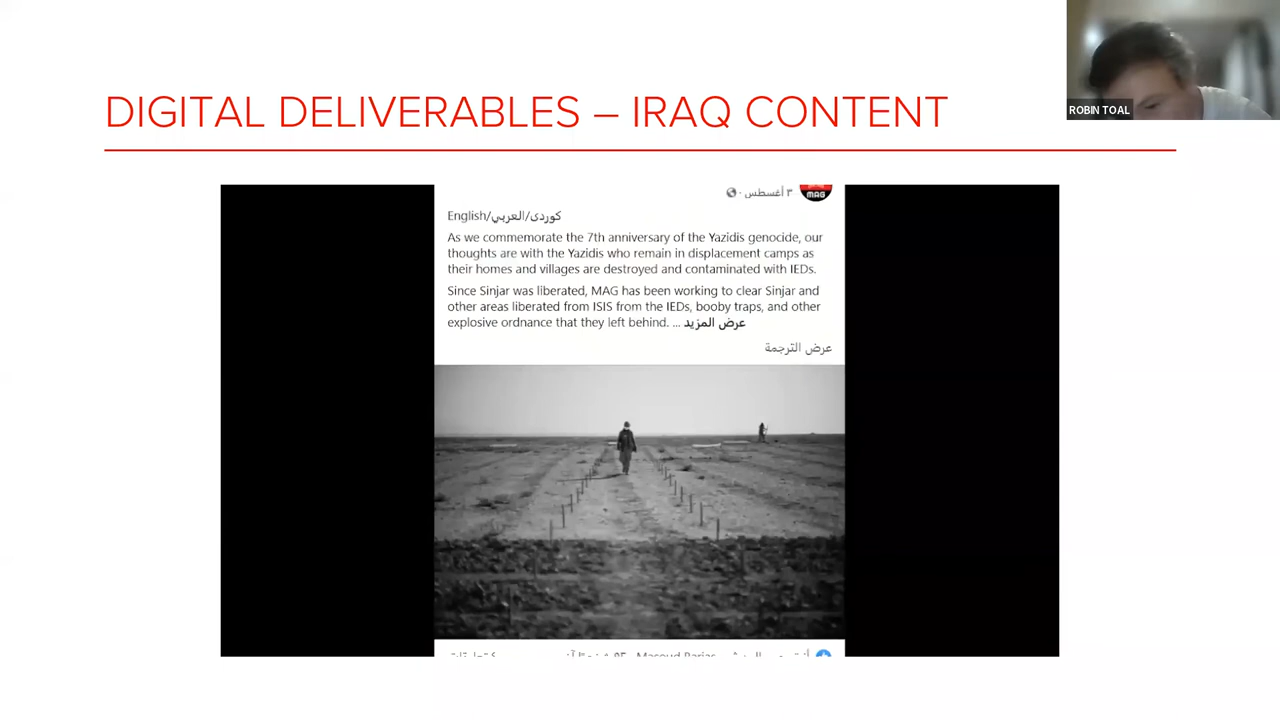 ROBIN TOAL
DIGITAL DELIVERABLES – IRAQ CONTENT
٣ أغسطس ·
MAG
English/كوردی/العربي
As we commemorate the 7th anniversary of the Yazidis genocide, our
thoughts are with the Yazidis who remain in displacement camps as
their homes and villages are destroyed and contaminated with IEDs.
Since Sinjar was liberated, MAG has been working to clear Sinjar and
other areas liberated from ISIS from the IEDs, booby traps, and other
explosive ordnance that they left behind. ... عرض المزيد
عرض الترجمة